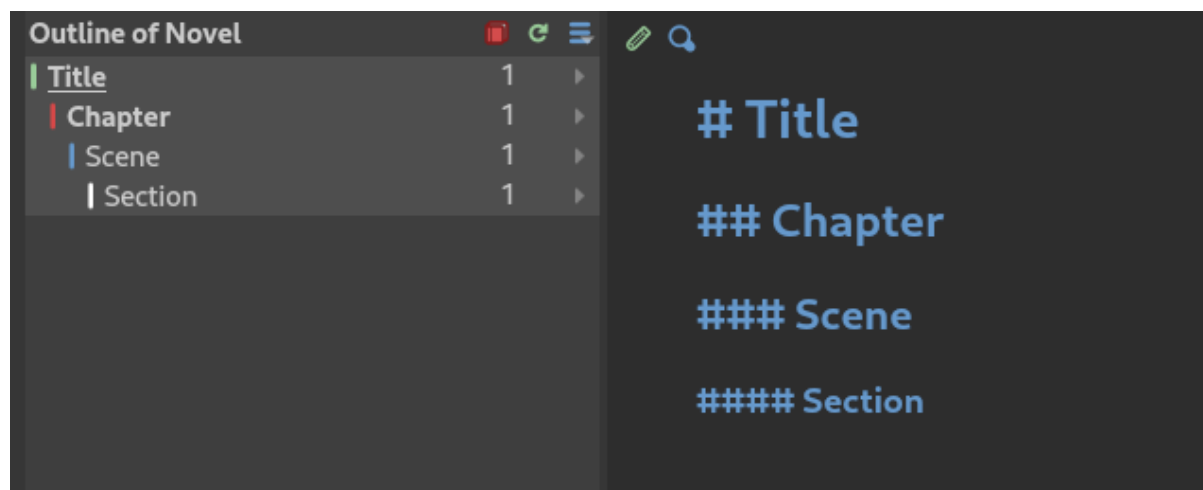 Outline of Novel
Title 1
Chapter 1
Scene 1
Section 1
# Title
## Chapter
### Scene
#### Section